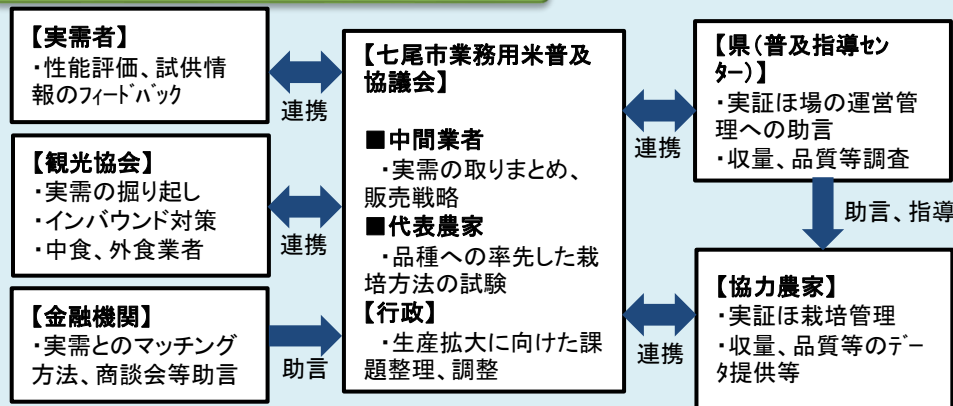 【実需者】
・性能評価、試供情
報のフィードバック
連携
【観光協会】
・実需の掘り起し
・インバウンド対策
・中食、外食業者
連携
【金融機関】
・実需とのマッチング
方法、商談会等助言
助言
【七尾市業務用米普及
協議会】
■中間業者
・実需の取りまとめ、
販売戦略
■代表農家
・品種への率先した栽
培方法の試験
【行政】
・生産拡大に向けた課
題整理、調整
連携
【県(普及指導セン
ター)】
・実証ほ場の運営管
理への助言
・収量、品質等調査
助言、指導
連携
【協力農家】
・実証ほ栽培管理
・収量、品質等のデー
タ提供等